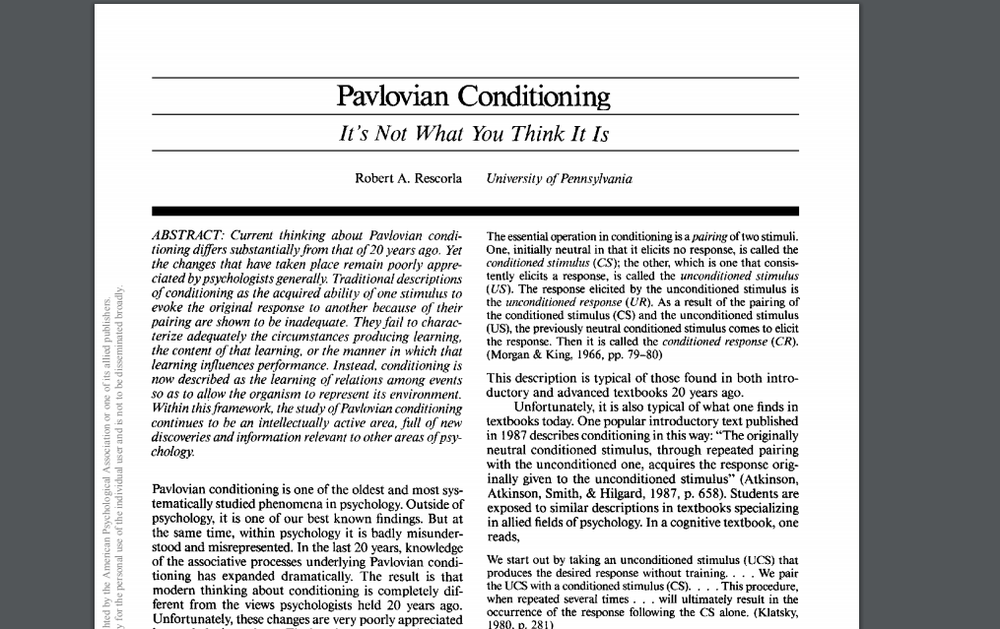 Pavlovian Conditioning
It's Not What You Think It Is
Robert A. Rescorla University of Pennsylvania
ABSTRACT: Current thinking about Pavlovian condi-
tioning differs substantially from that of 20 years ago. Yet
the changes that have taken place remain poorly appre-
ciated by psychologists generally. Traditional descriptions
of conditioning as the acquired ability of one stimulus to
evoke the original response to another because of their
pairing are shown to be inadequate. They fail to charac-
terize adequately the circumstances producing learning,
the content of that learning, or the manner in which that
learning influences performance. Instead, conditioning is
now described as the learning of relations among events
so as to allow the organism to represent its environment.
Within this framework, the study of Pavlovian conditioning
continues to be an intellectually active area, full of new
discoveries and information relevant to other areas of psy-
chology.
Pavlovian conditioning is one of the oldest and most sys-
tematically studied phenomena in psychology. Outside of
psychology, it is one of our best known findings. But at
the same time, within psychology it is badly misunder-
stood and misrepresented. In the last 20 years, knowledge
of the associative processes underlying Pavlovian condi-
tioning has expanded dramatically. The result is that
modern thinking about conditioning is completely dif-
ferent from the views psychologists held 20 years ago.
Unfortunately, these changes are very poorly appreciated
The essential operation in conditioning is a pairing of two stimuli.
One, initially neutral in that it elicits no response, is called the
conditioned stimulus (CS); the other, which is one that consis-
tently elicits a response, is called the unconditioned stimulus
(US). The response elicited by the unconditioned stimulus is
the unconditioned response (UR). As a result of the pairing of
the conditioned stimulus (CS) and the unconditioned stimulus
(US), the previously neutral conditioned stimulus comes to elicit
the response. Then it is called the conditioned response (CR).
(Morgan & King, 1966, pp. 79–80)
This description is typical of those found in both intro-
ductory and advanced textbooks 20 years ago.
Unfortunately, it is also typical of what one finds in
textbooks today. One popular introductory text published
in 1987 describes conditioning in this way: “The originally
neutral conditioned stimulus, through repeated pairing
with the unconditioned one, acquires the response orig-
inally given to the unconditioned stimulus” (Atkinson,
Atkinson, Smith, & Hilgard, 1987, p. 658). Students are
exposed to similar descriptions in textbooks specializing
in allied fields of psychology. In a cognitive textbook, one
reads,
We start out by taking an unconditioned stimulus (UCS) that
produces the desired response without training. . . . We pair
the UCS with a conditioned stimulus (CS). . . . This procedure,
when repeated several times . . . will ultimately result in the
occurrence of the response following the CS alone. (Klatsky,
1980, p. 281)
hted by the American Psychological Association or one of its allied publishers.
y for the personal use of the individual user and is not to be disseminated broadly.